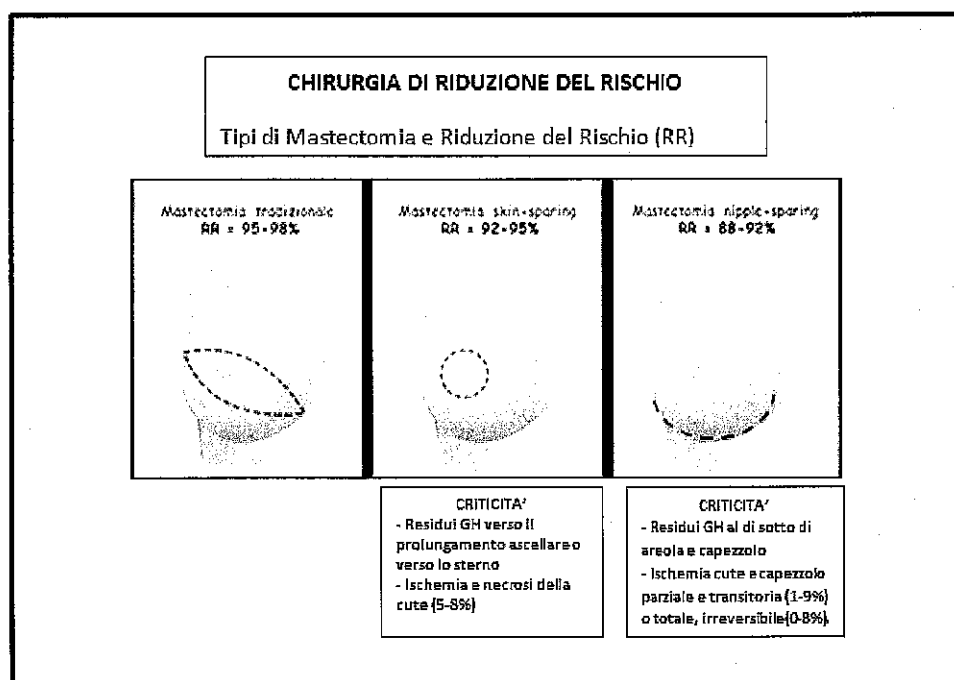 CHIRURGIA DI RIDUZIONE DEL RISCHIO
Tipi di Mastectomia e Riduzione del Rischio (RR)
Mastectomia tradizionale
RR = 95-98%
Mastectomia skin-sparing
RR = 92-95%
Mastectomia nipple-sparing
RR = 88-92%
CRITICITA'
- Residui GH verso il
prolungamento ascellare o
verso lo sterno
- Ischemia e necrosi della
cute (5-8%)
CRITICITA'
- Residui GH al di sotto di
areola e capezzolo
- Ischemia cute e capezzolo
parziale e transitoria (1-9%)
o totale, irreversibile(0-8%).